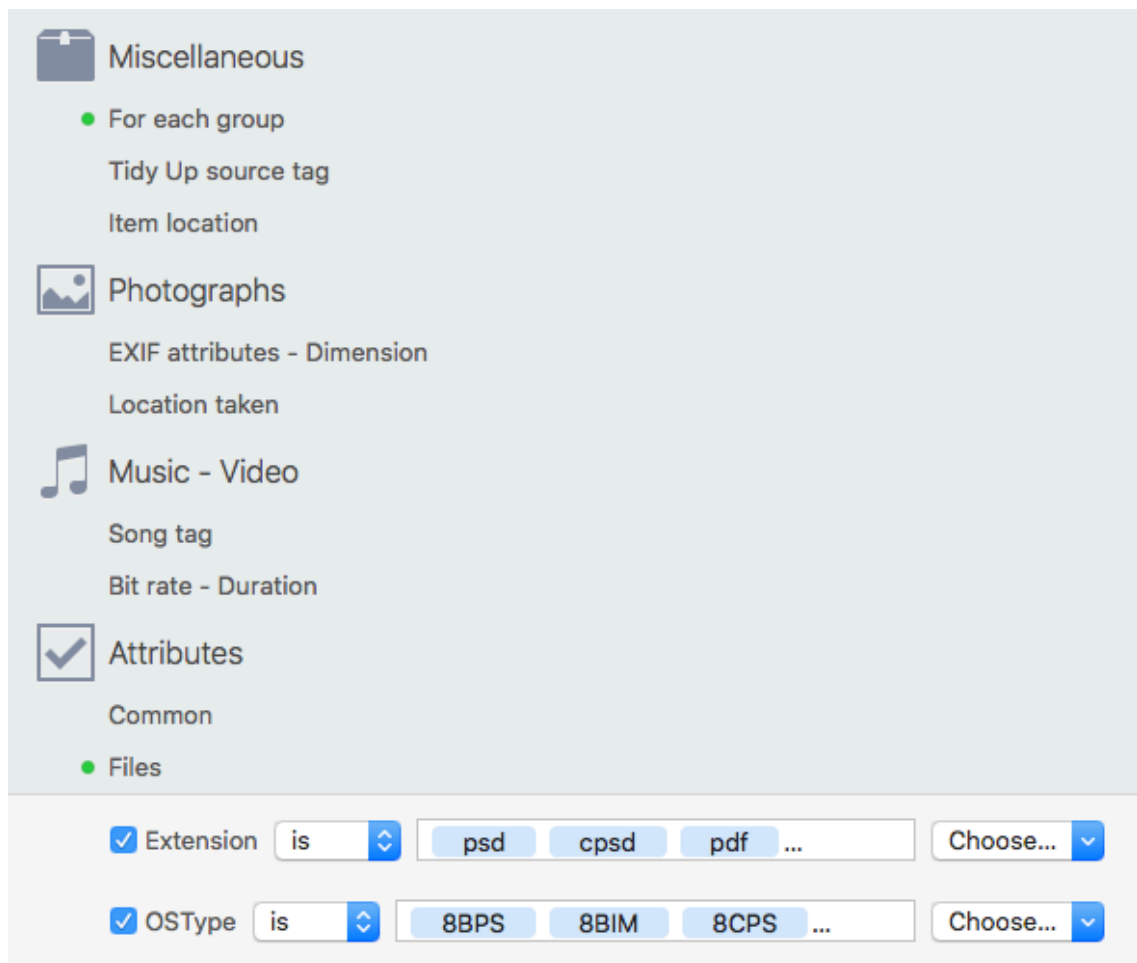 Miscellaneous
For each group
Tidy Up source tag
Item location
Photographs
EXIF attributes - Dimension
Location taken
Music - Video
Song tag
Bit rate - Duration
Attributes
Common
Files
Extension is psd cpsd pdf ... Choose...
OSType is 8BPS 8BIM 8CPS ... Choose...